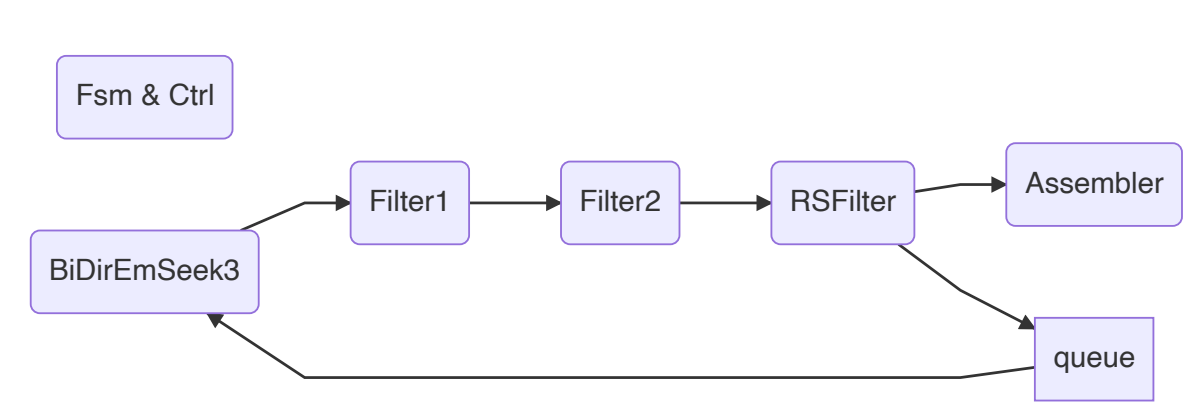 Fsm & Ctrl
BiDirEmSeek3
Filter1
Filter2
RSFilter
Assembler
queue